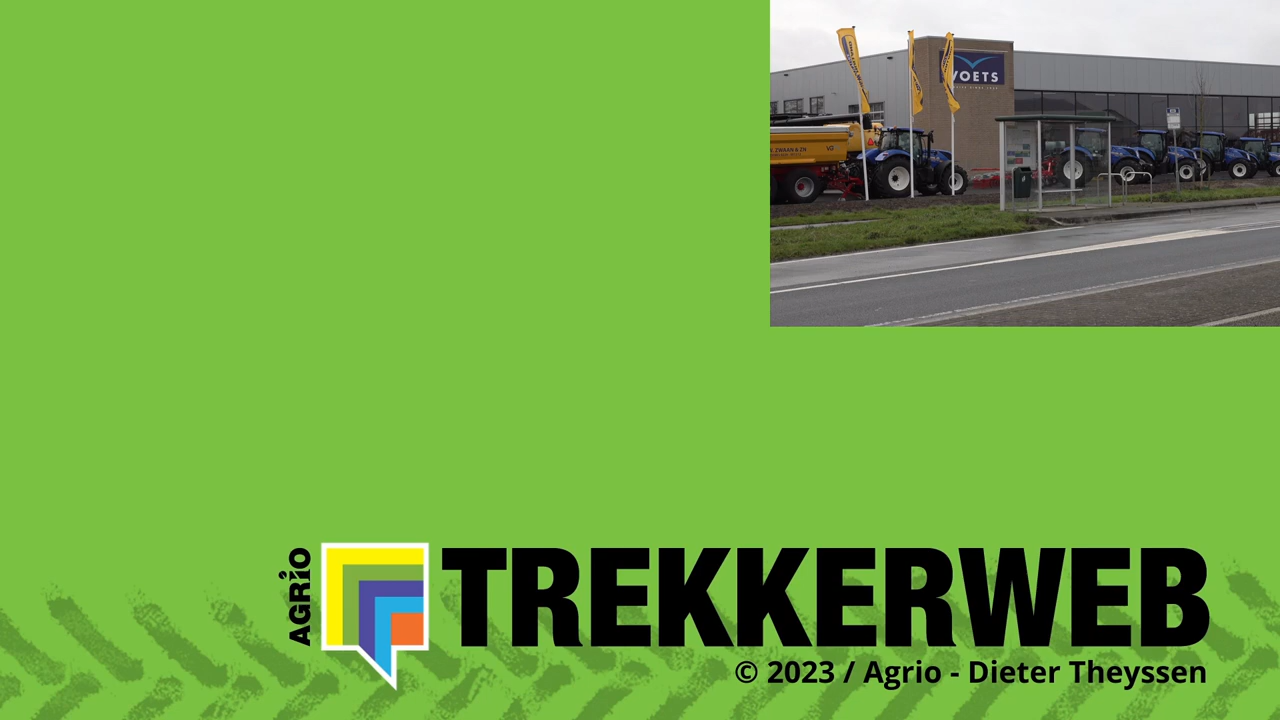 VOETS
AGRIO
TREKKERWEB
© 2023 / Agrio - Dieter Theyssen